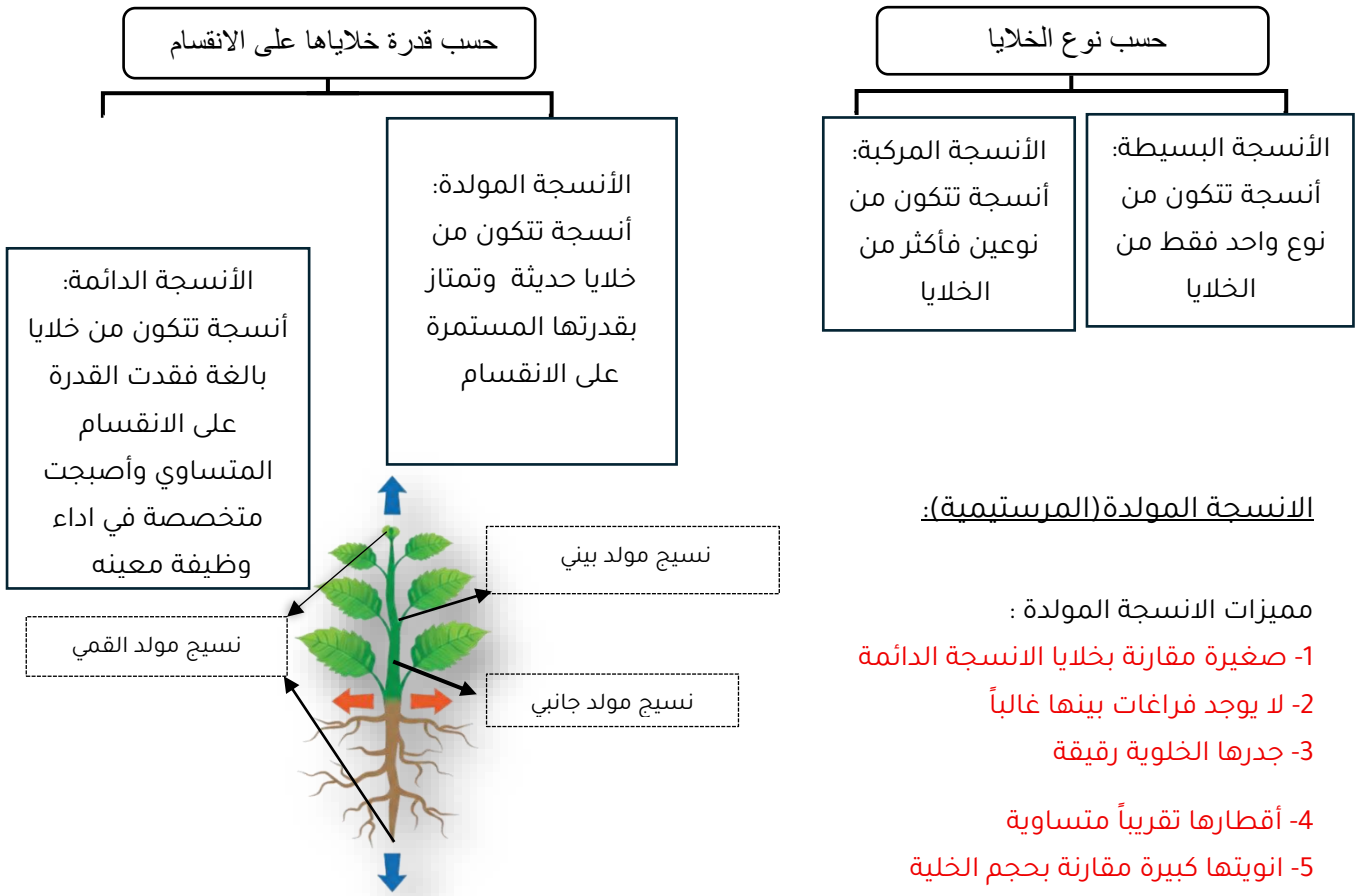 حسب نوع الخلايا
الأنسجة البسيطة:
أنسجة تتكون من
نوع واحد فقط من
الخلايا
الأنسجة المركبة:
أنسجة تتكون من
نوعين فأكثر من
الخلايا
حسب قدرة خلاياها على الانقسام
الأنسجة المولدة:
أنسجة تتكون من
خلايا حديثة وتمتاز
بقدرتها المستمرة
على الانقسام
الأنسجة الدائمة:
أنسجة تتكون من خلايا
بالغة فقدت القدرة
على الانقسام
المتساوي وأصبجت
متخصصة في اداء
وظيفة معينه
الانسجة المولدة(المرستيمية):
مميزات الانسجة المولدة :
1- صغيرة مقارنة بخلايا الانسجة الدائمة
2- لا يوجد فراغات بينها غالباً
3- جدرها الخلوية رقيقة
4- أقطارها تقريباً متساوية
5- انويتها كبيرة مقارنة بحجم الخلية
نسيج مولد بيني
نسيج مولد القمي
نسيج مولد جانبي